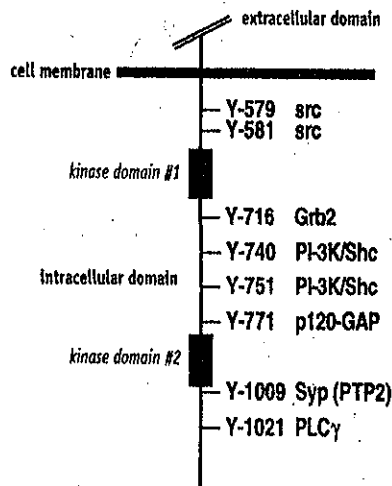 extracellular domain
cell membrane
Y-579 src
Y-581 src
kinase domain #1
Y-716 Grb2
Y-740 PI-3K/Shc
intracellular domain
Y-751 PI-3K/Shc
Y-771 p120-GAP
kinase domain #2
Y-1009 Syp (PTP2)
Y-1021 PLCγ